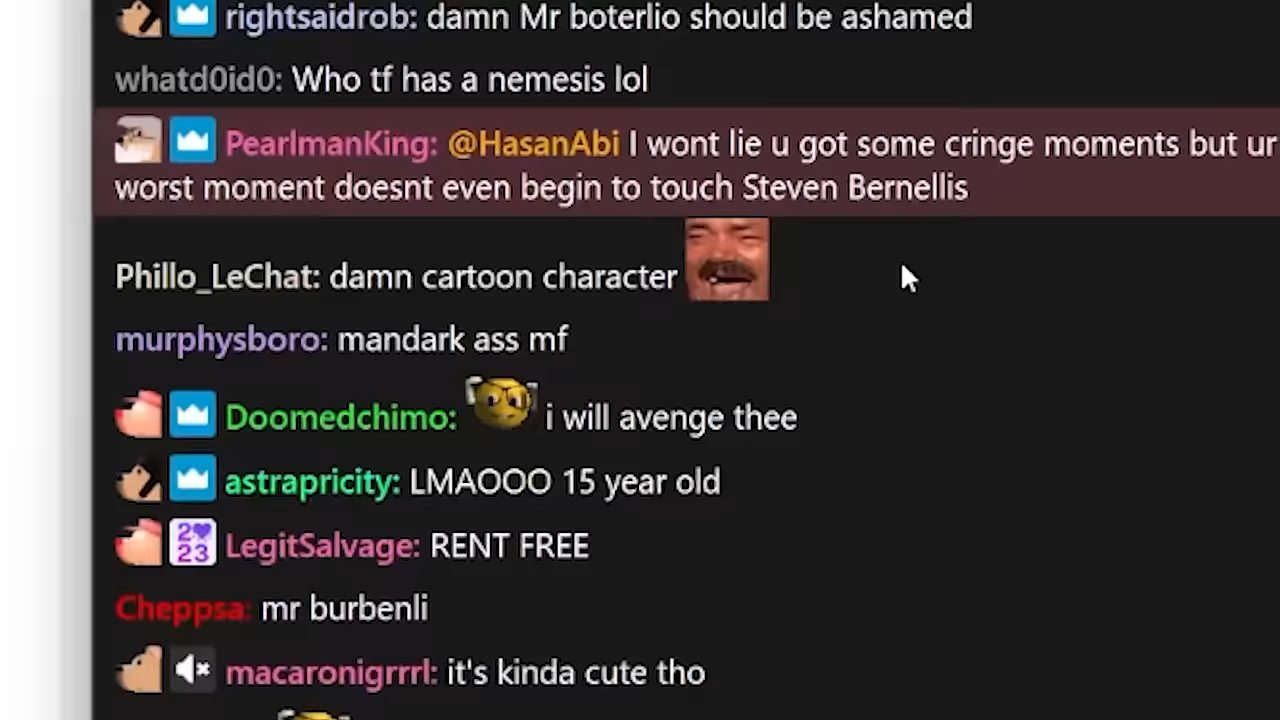 rightsaidrob: damn Mr boterlio should be ashamed
whatd0id0: Who tf has a nemesis lol
PearlmanKing: @HasanAbi I wont lie u got some cringe moments but ur
worst moment doesnt even begin to touch Steven Bernellis
Phillo_LeChat: damn cartoon character
murphysboro: mandark ass mf
Doomedchimo: i will avenge thee
astrapricity: LMAOOO 15 year old
2 23 LegitSalvage: RENT FREE
Cheppsa: mr burbenli
macaronigrrrl: it's kinda cute tho